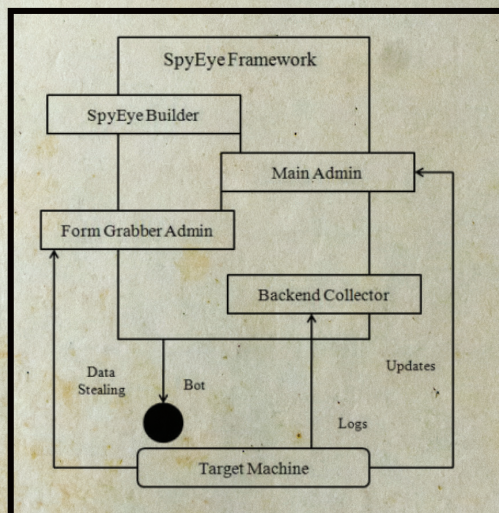 SpyEye Framework
SpyEye Builder
Main Admin
Form Grabber Admin
Backend Collector
Data
Stealing
Bot
Updates
Logs
Target Machine